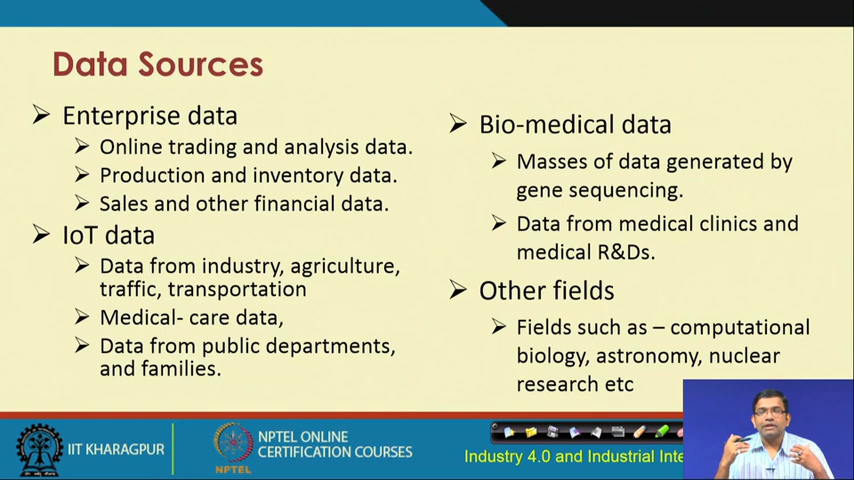 Data Sources
➢ Enterprise data
➢ Online trading and analysis data.
➢ Production and inventory data.
➢ Sales and other financial data.
➢ IoT data
➢ Data from industry, agriculture,
traffic, transportation
➢ Medical- care data,
➢ Data from public departments,
and families.
➢ Bio-medical data
➢ Masses of data generated by
gene sequencing.
➢ Data from medical clinics and
medical R&Ds.
➢ Other fields
➢ Fields such as – computational
biology, astronomy, nuclear
research etc
IIT KHARAGPUR
NPTEL
NPTEL ONLINE
CERTIFICATION COURSES
Industry 4.0 and Industrial